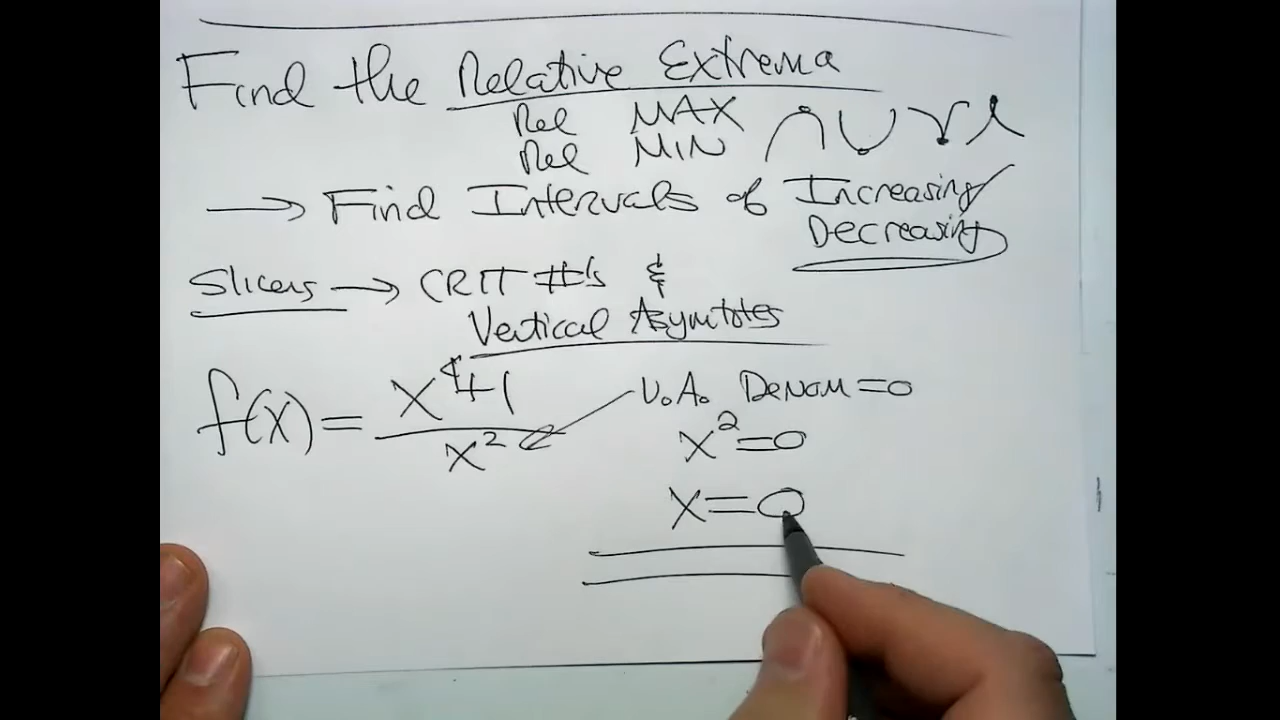 Find the Relative Extrema
Rel MAX
Rel MIN
→ Find Intervals of Increasing/
Decreasing
Slicers → CRIT #'s &
Vertical Asymtotes
f(x) = x⁴+1
x²
V.A. Denom = 0
x² = 0
x = 0